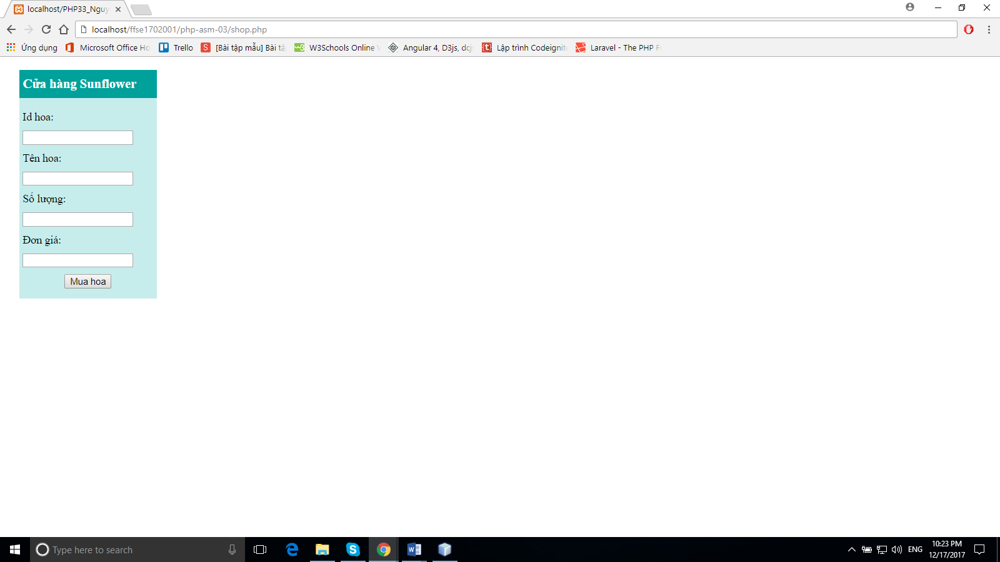 localhost/PHP33_Nguy
localhost/ffse1702001/php-asm-03/shop.php
Ứng dụng Microsoft Office Ho Trello [Bài tập mẫu] Bài tậ W3Schools Online Angular 4, D3js, dcj Lập trình Codeignit Laravel - The PHP F
Cửa hàng Sunflower
Id hoa:
Tên hoa:
Số lượng:
Đơn giá:
Mua hoa
Type here to search
ENG
10:23 PM
12/17/2017